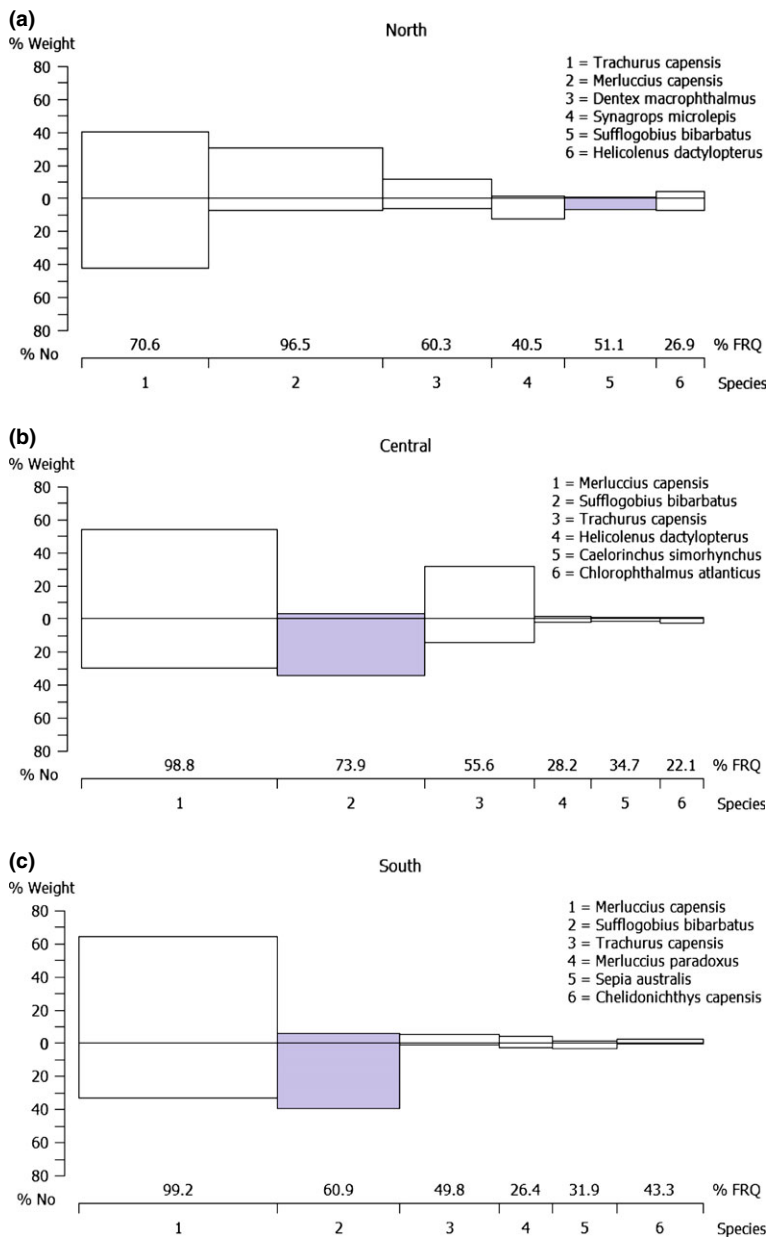 (a)
North
% Weight
80
60
40
20
0
20
40
60
80
% No
1 = Trachurus capensis
2 = Merluccius capensis
3 = Dentex macrophthalmus
4 = Synagrops microlepis
5 = Sufflogobius bibarbatus
6 = Helicolenus dactylopterus
70.6 96.5 60.3 40.5 51.1 26.9 % FRQ
1 2 3 4 5 6 Species
(b)
Central
% Weight
80
60
40
20
0
20
40
60
80
% No
1 = Merluccius capensis
2 = Sufflogobius bibarbatus
3 = Trachurus capensis
4 = Helicolenus dactylopterus
5 = Caelorinchus simorhynchus
6 = Chlorophthalmus atlanticus
98.8 73.9 55.6 28.2 34.7 22.1 % FRQ
1 2 3 4 5 6 Species
(c)
South
% Weight
80
60
40
20
0
20
40
60
80
% No
1 = Merluccius capensis
2 = Sufflogobius bibarbatus
3 = Trachurus capensis
4 = Merluccius paradoxus
5 = Sepia australis
6 = Chelidonichthys capensis
99.2 60.9 49.8 26.4 31.9 43.3 % FRQ
1 2 3 4 5 6 Species